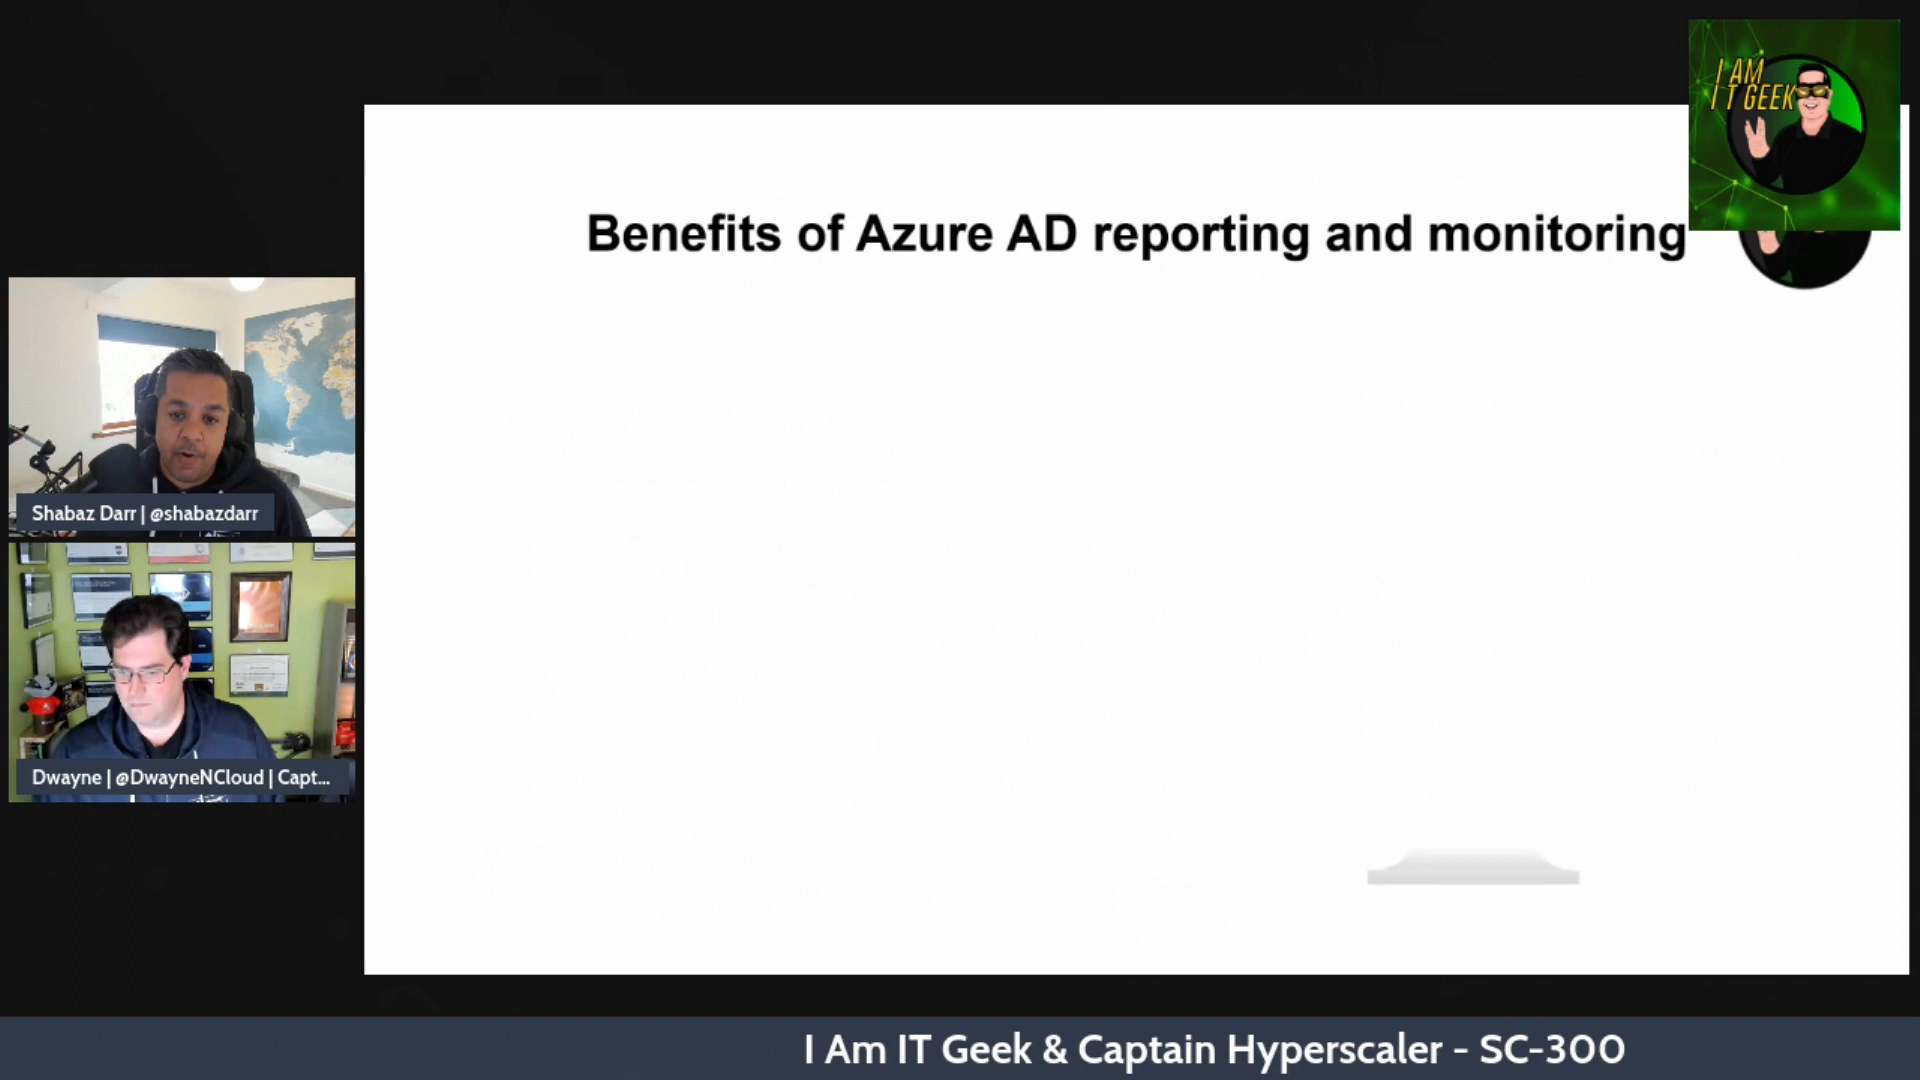 I AM
IT GEEK
Benefits of Azure AD reporting and monitoring
Shabaz Darr | @shabazdarr
Dwayne | @DwayneNCloud | Capt...
I Am IT Geek & Captain Hyperscaler - SC-300